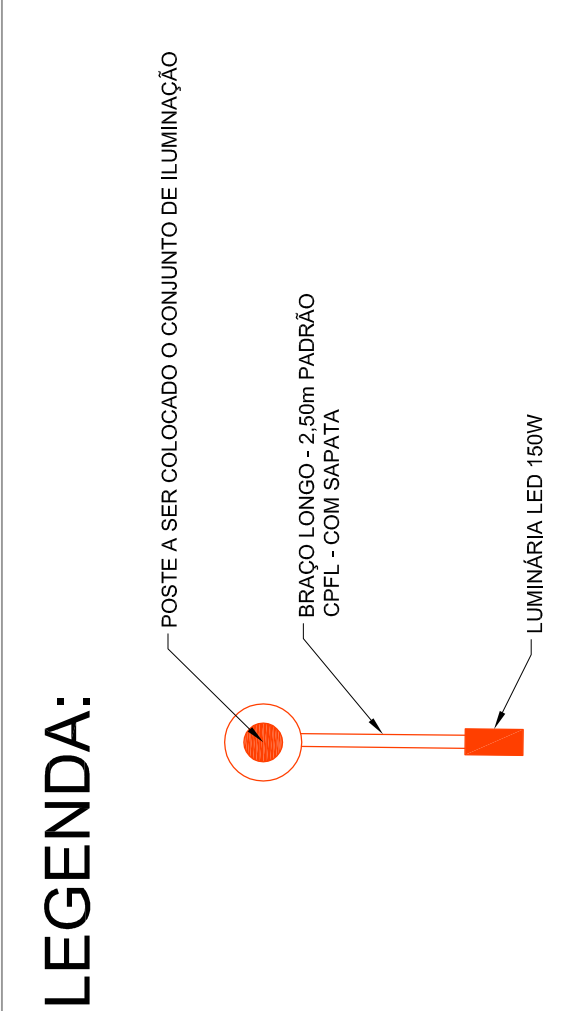 LEGENDA:
POSTE A SER COLOCADO O CONJUNTO DE ILUMINAÇÃO
BRAÇO LONGO - 2,50m PADRÃO
CPFL - COM SAPATA
LUMINÁRIA LED 150W